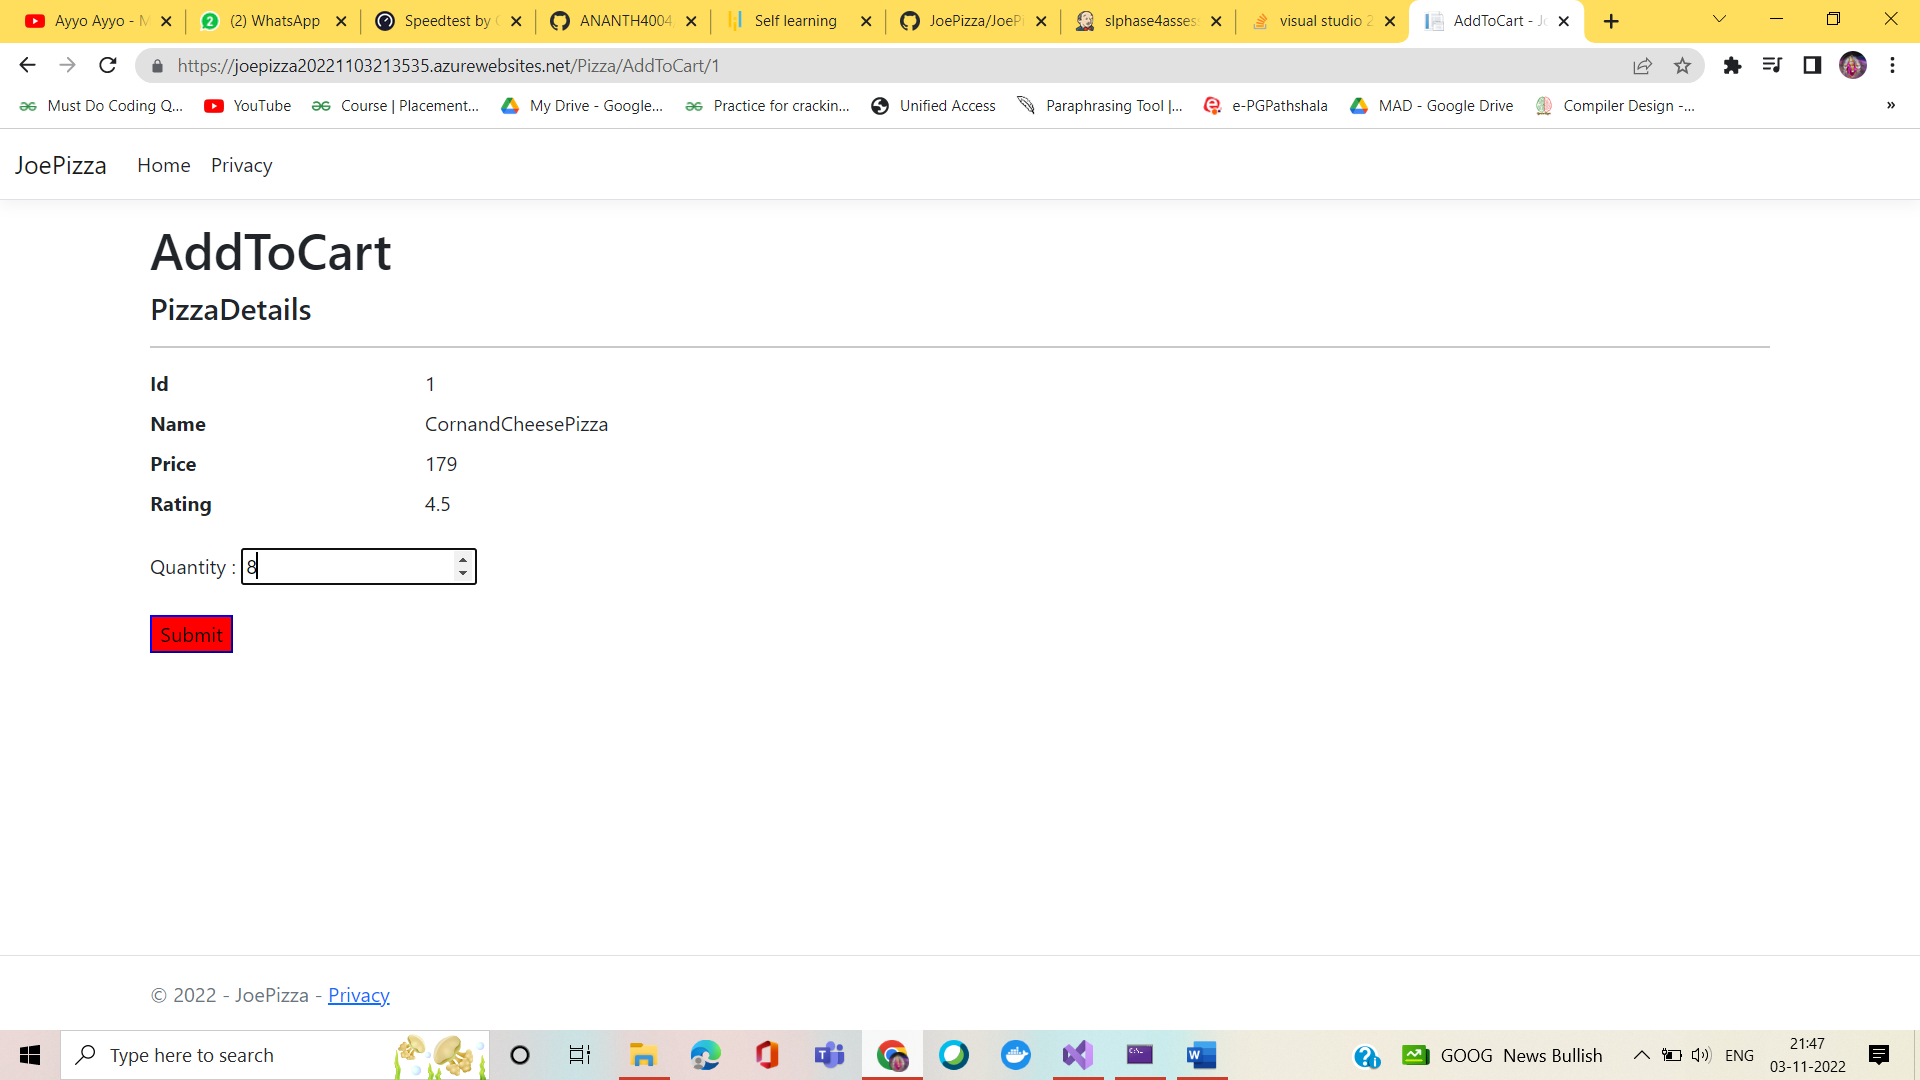 Ayyo Ayyo - M
(2) WhatsApp
Speedtest by
ANANTH4004
Self learning
JoePizza/JoePi
slphase4asses
visual studio 2
AddToCart - Jo
https://joepizza20221103213535.azurewebsites.net/Pizza/AddToCart/1
Must Do Coding Q...
YouTube
Course | Placement...
My Drive - Google...
Practice for crackin...
Unified Access
Paraphrasing Tool |...
e-PGPathshala
MAD - Google Drive
Compiler Design -...
»
JoePizza Home Privacy
AddToCart
PizzaDetails
Id 1
Name CornandCheesePizza
Price 179
Rating 4.5
Quantity : 8
Submit
© 2022 - JoePizza - Privacy
Type here to search
GOOG News Bullish
ENG
21:47
03-11-2022